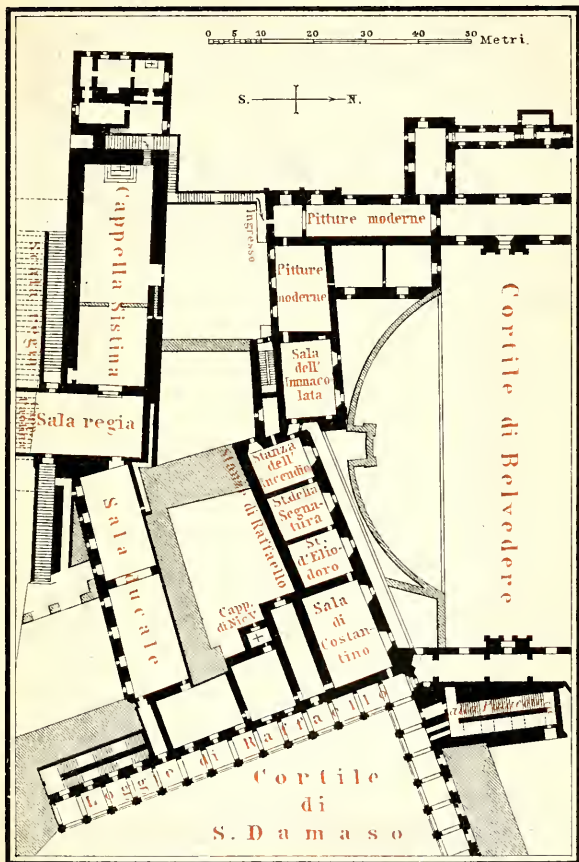 0 5 10 20 30 40 50 Metri.
S. N.
Cappella Sistina
Ingresso
Pitture moderne
Pitture
moderne
Sala
dell'
Immaco-
lata
Cortile di Belvedere
Sala regia
Stanza
dell'
Incendio
St. della
Segna-
tura
St.
d'Elio-
doro
Stanze di Raffaello
Sala ducale
Capp.
di Nic. V.
Sala
di
Costan-
tino
Logge di Raffaello
Cortile
di
S. Damaso